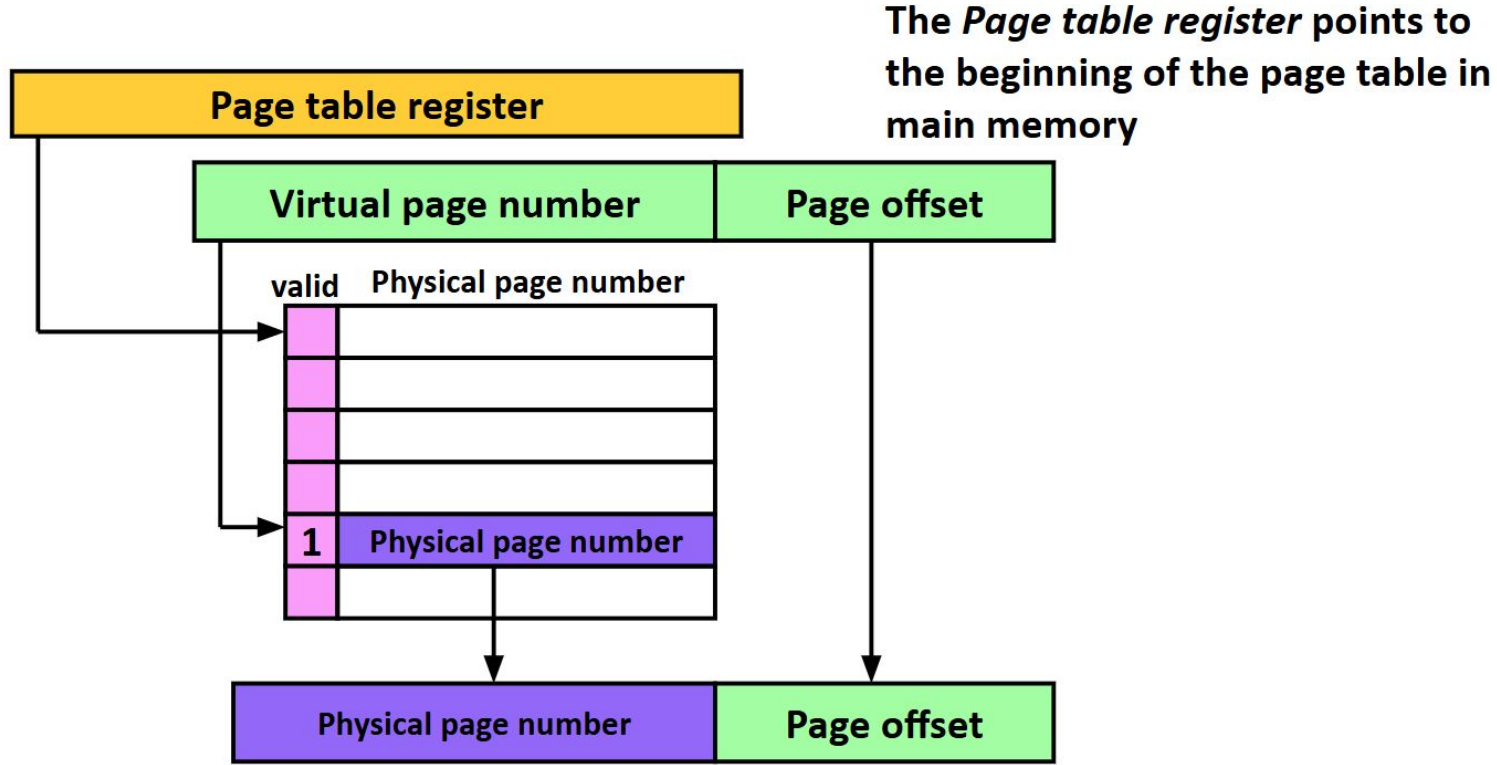 The Page table register points to
the beginning of the page table in
main memory
Page table register
Virtual page number
Page offset
valid
Physical page number
1
Physical page number
Physical page number
Page offset